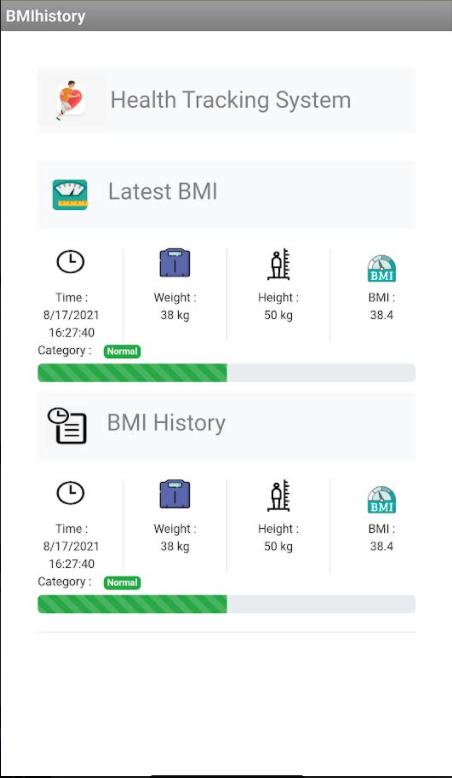 BMIhistory
Health Tracking System
Latest BMI
Time :
8/17/2021
16:27:40
Weight :
38 kg
Height :
50 kg
BMI
BMI :
38.4
Category :
Normal
BMI History
Time :
8/17/2021
16:27:40
Weight :
38 kg
Height :
50 kg
BMI
BMI :
38.4
Category :
Normal